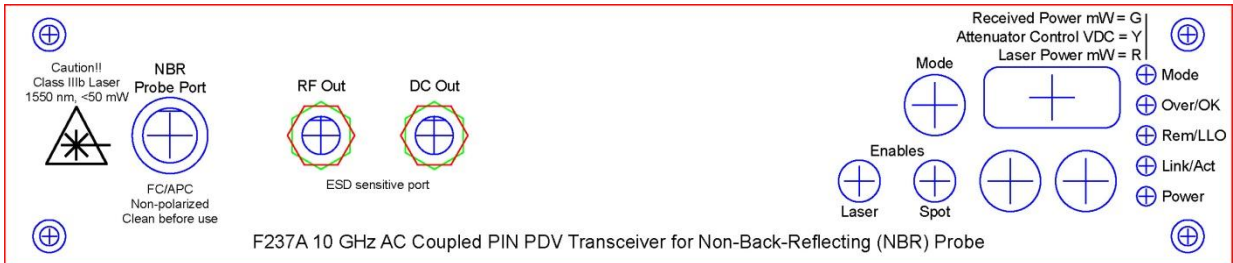 Received Power mW = G
Attenuator Control VDC = Y
Laser Power mW = R
Caution!!
Class IIIb Laser
1550 nm, <50 mW
NBR
Probe Port
FC/APC
Non-polarized
Clean before use
RF Out
DC Out
ESD sensitive port
Mode
Enables
Laser
Spot
Mode
Over/OK
Rem/LLO
Link/Act
Power
F237A 10 GHz AC Coupled PIN PDV Transceiver for Non-Back-Reflecting (NBR) Probe